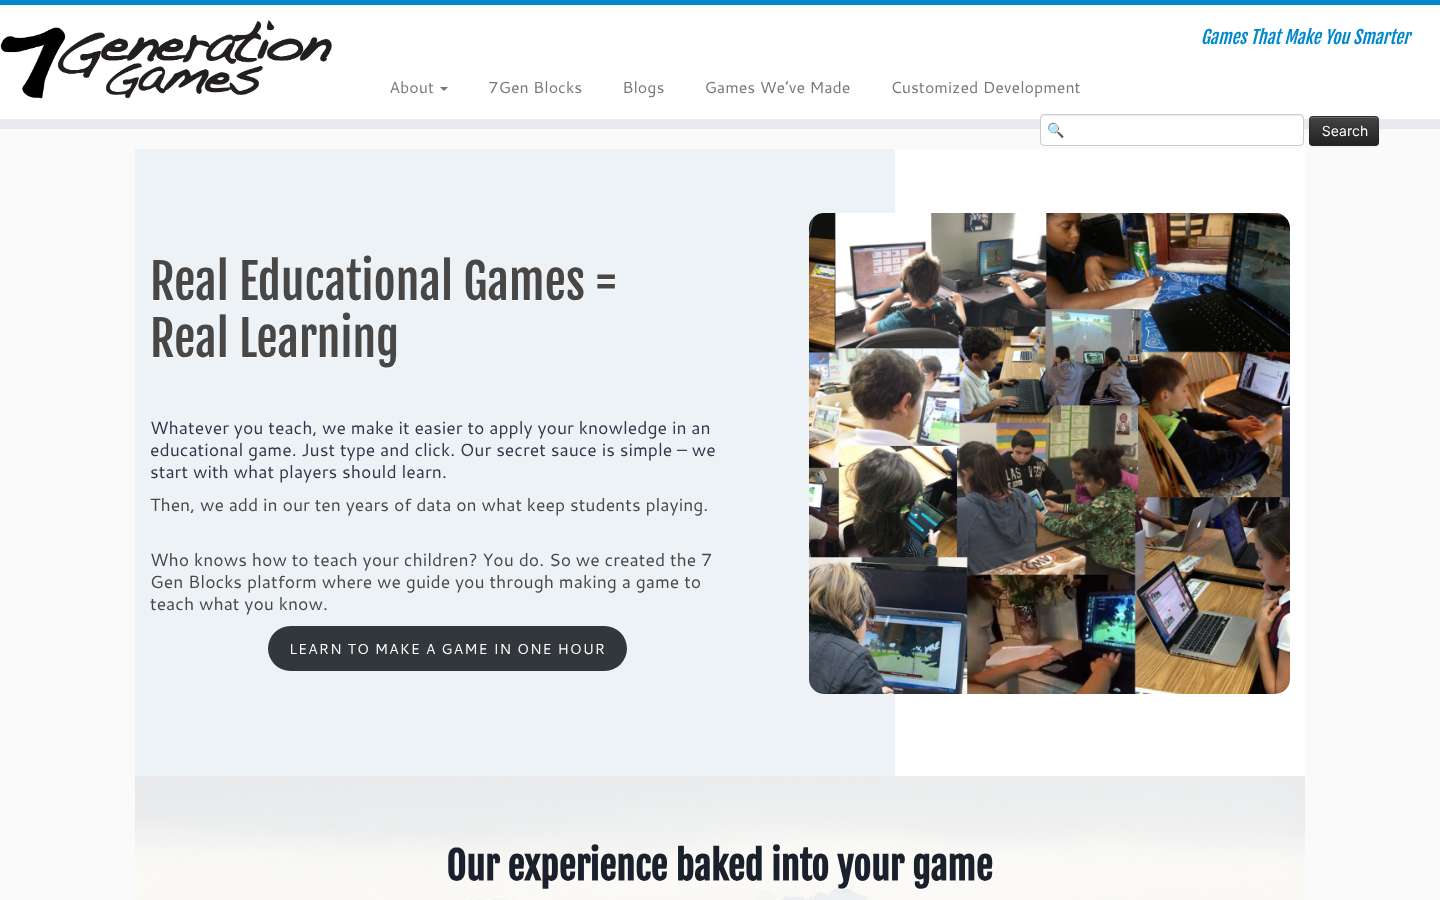 7 Generation Games
Games That Make You Smarter
About
7Gen Blocks
Blogs
Games We've Made
Customized Development
Search
Real Educational Games =
Real Learning
Whatever you teach, we make it easier to apply your knowledge in an
educational game. Just type and click. Our secret sauce is simple – we
start with what players should learn.
Then, we add in our ten years of data on what keep students playing.
Who knows how to teach your children? You do. So we created the 7
Gen Blocks platform where we guide you through making a game to
teach what you know.
LEARN TO MAKE A GAME IN ONE HOUR
Our experience baked into your game